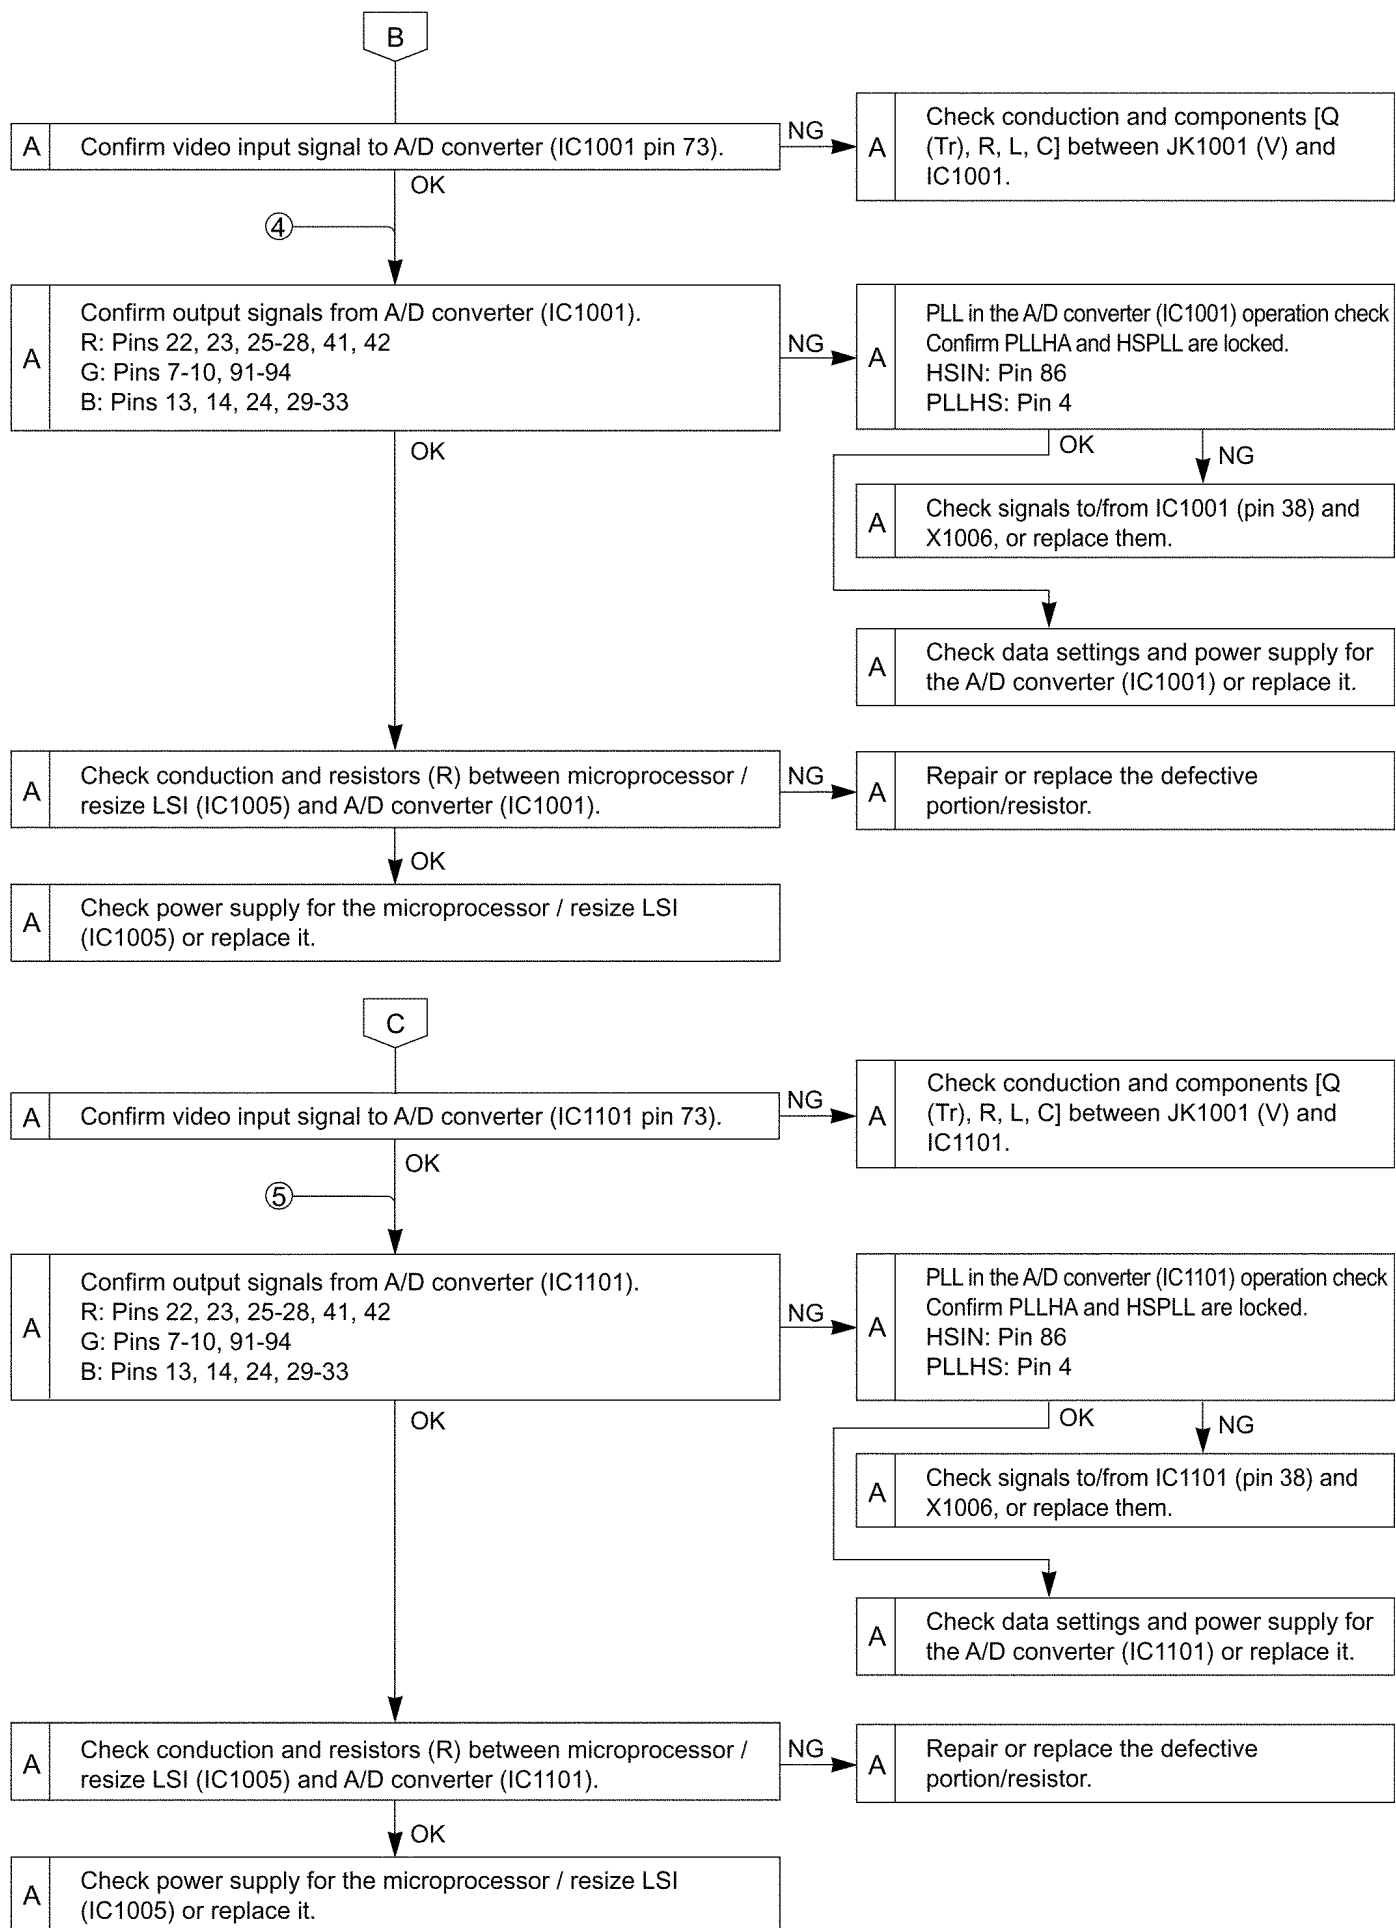 B
A
Confirm video input signal to A/D converter (IC1001 pin 73).
NG
A
Check conduction and components [Q
(Tr), R, L, C] between JK1001 (V) and
IC1001.
OK
④
A
Confirm output signals from A/D converter (IC1001).
R: Pins 22, 23, 25-28, 41, 42
G: Pins 7-10, 91-94
B: Pins 13, 14, 24, 29-33
NG
A
PLL in the A/D converter (IC1001) operation check
Confirm PLLHA and HSPLL are locked.
HSIN: Pin 86
PLLHS: Pin 4
OK
OK
NG
A
Check signals to/from IC1001 (pin 38) and
X1006, or replace them.
A
Check data settings and power supply for
the A/D converter (IC1001) or replace it.
A
Check conduction and resistors (R) between microprocessor /
resize LSI (IC1005) and A/D converter (IC1001).
NG
A
Repair or replace the defective
portion/resistor.
OK
A
Check power supply for the microprocessor / resize LSI
(IC1005) or replace it.
C
A
Confirm video input signal to A/D converter (IC1101 pin 73).
NG
A
Check conduction and components [Q
(Tr), R, L, C] between JK1001 (V) and
IC1101.
OK
⑤
A
Confirm output signals from A/D converter (IC1101).
R: Pins 22, 23, 25-28, 41, 42
G: Pins 7-10, 91-94
B: Pins 13, 14, 24, 29-33
NG
A
PLL in the A/D converter (IC1101) operation check
Confirm PLLHA and HSPLL are locked.
HSIN: Pin 86
PLLHS: Pin 4
OK
OK
NG
A
Check signals to/from IC1101 (pin 38) and
X1006, or replace them.
A
Check data settings and power supply for
the A/D converter (IC1101) or replace it.
A
Check conduction and resistors (R) between microprocessor /
resize LSI (IC1005) and A/D converter (IC1101).
NG
A
Repair or replace the defective
portion/resistor.
OK
A
Check power supply for the microprocessor / resize LSI
(IC1005) or replace it.